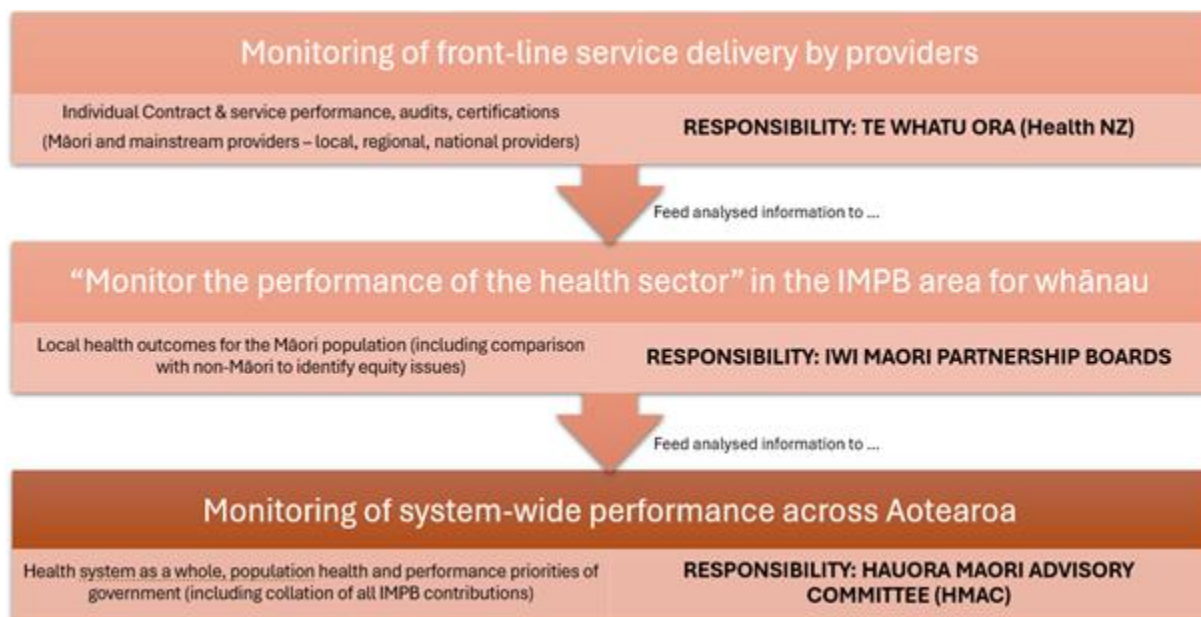 Monitoring of front-line service delivery by providers
Individual Contract & service performance, audits, certifications
(Māori and mainstream providers – local, regional, national providers)
RESPONSIBILITY: TE WHATU ORA (Health NZ)
Feed analysed information to ...
“Monitor the performance of the health sector” in the IMPB area for whānau
Local health outcomes for the Māori population (including comparison
with non-Māori to identify equity issues)
RESPONSIBILITY: IWI MAORI PARTNERSHIP BOARDS
Feed analysed information to ...
Monitoring of system-wide performance across Aotearoa
Health system as a whole, population health and performance priorities of
government (including collation of all IMPB contributions)
RESPONSIBILITY: HAUORA MAORI ADVISORY
COMMITTEE (HMAC)